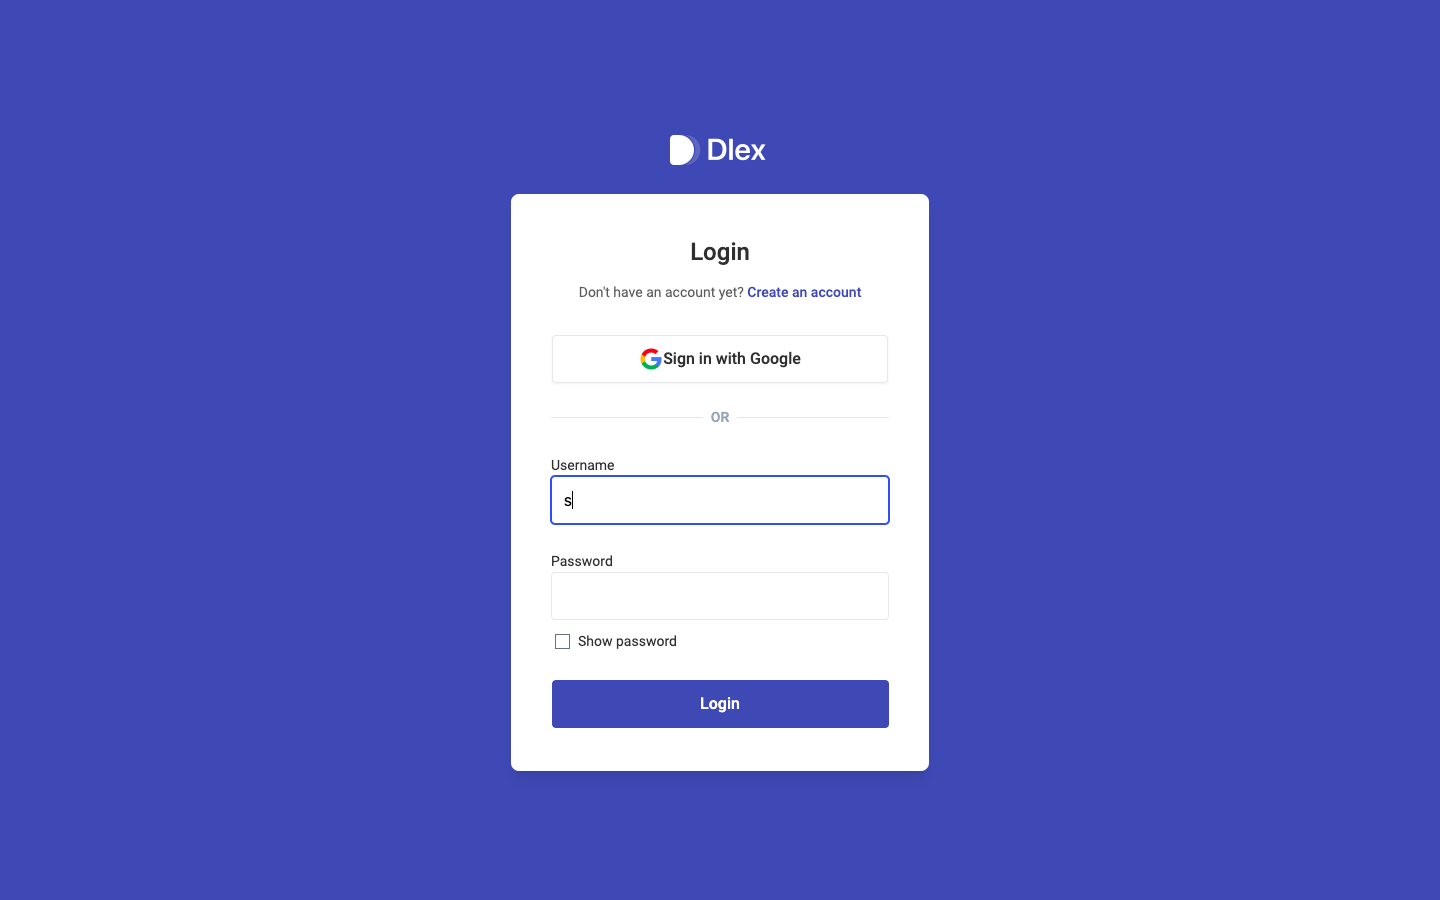 Dlex
Login
Don't have an account yet? Create an account
Sign in with Google
OR
Username
s
Password
Show password
Login